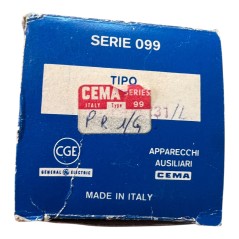 SERIE 099
TIPO
CEMA SERIES
ITALY Type 99
PR 1/G 31/L
CGE
GENERAL ELECTRIC
APPARECCHI
AUSILIARI
CEMA
MADE IN ITALY